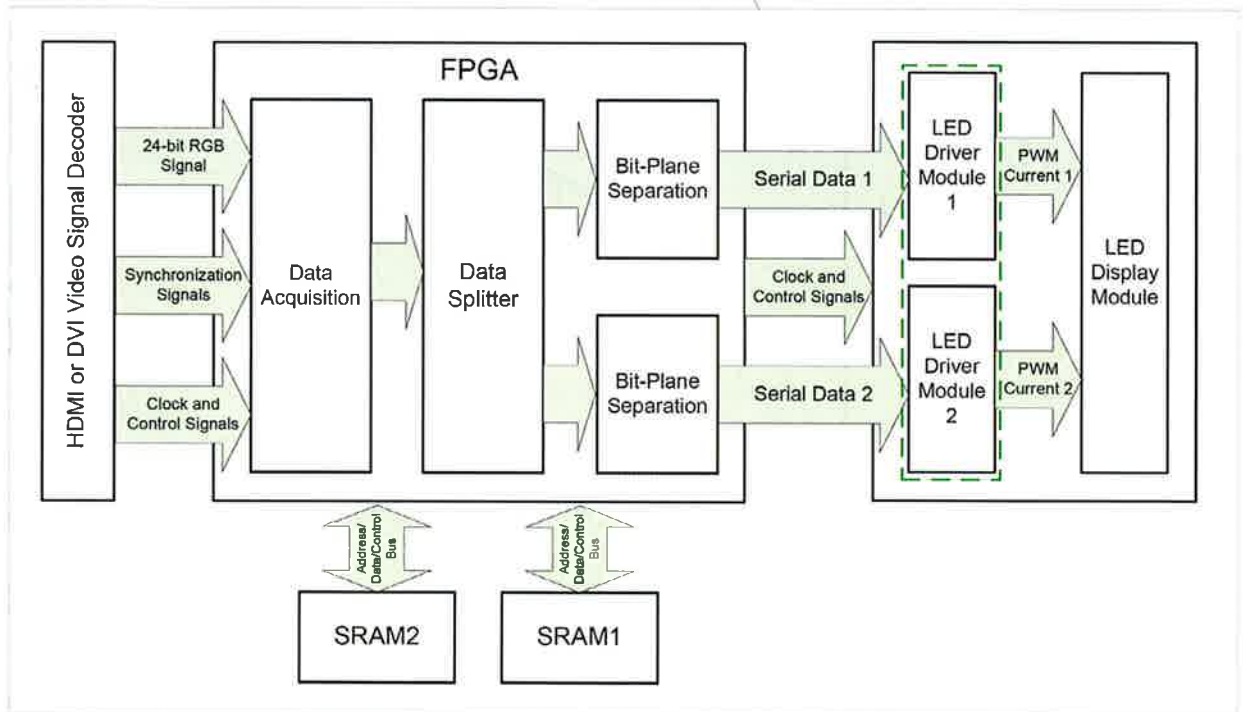 HDMI or DVI Video Signal Decoder
24-bit RGB
Signal
Synchronization
Signals
Clock and
Control Signals
FPGA
Data
Acquisition
Data
Splitter
Bit-Plane
Separation
Bit-Plane
Separation
Serial Data 1
Clock and
Control Signals
Serial Data 2
LED
Driver
Module
1
LED
Driver
Module
2
PWM
Current 1
PWM
Current 2
LED
Display
Module
Address/
Data/Control
Bus
Address/
Data/Control
Bus
SRAM2
SRAM1